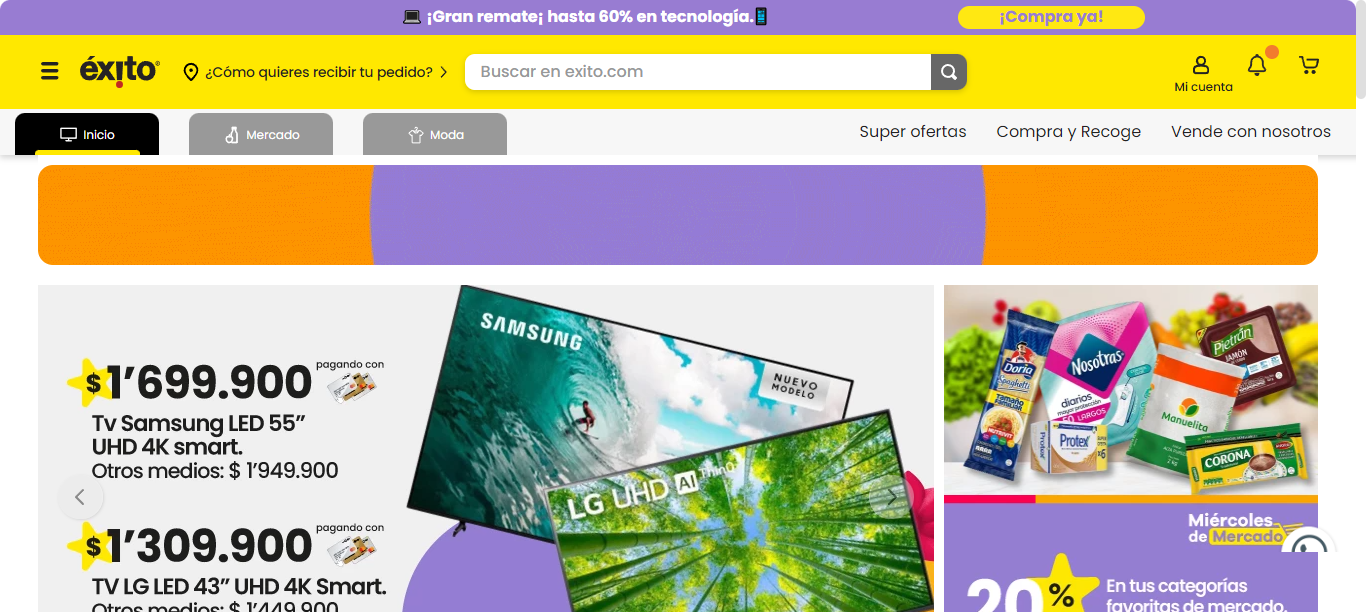 ¡Gran remate¡ hasta 60% en tecnología.
¡Compra ya!
éxito
¿Cómo quieres recibir tu pedido?
Buscar en exito.com
Mi cuenta
Inicio
Mercado
Moda
Super ofertas
Compra y Recoge
Vende con nosotros
$1’699.900
pagando con
Tv Samsung LED 55”
UHD 4K smart.
Otros medios: $ 1’949.900
$1’309.900
pagando con
TV LG LED 43” UHD 4K Smart.
Otros medios: $ 1’449.900
SAMSUNG
NUEVO
MODELO
LG UHD AI ThinQ
Doria
Spaghetti
Nosotras
diarios
mayor protección
50 LARGOS
Protex
x6
Manuelita
Pietrán
JAMÓN
CORONA
Miércoles
de Mercado
20%
En tus categorías
favoritas de mercado.